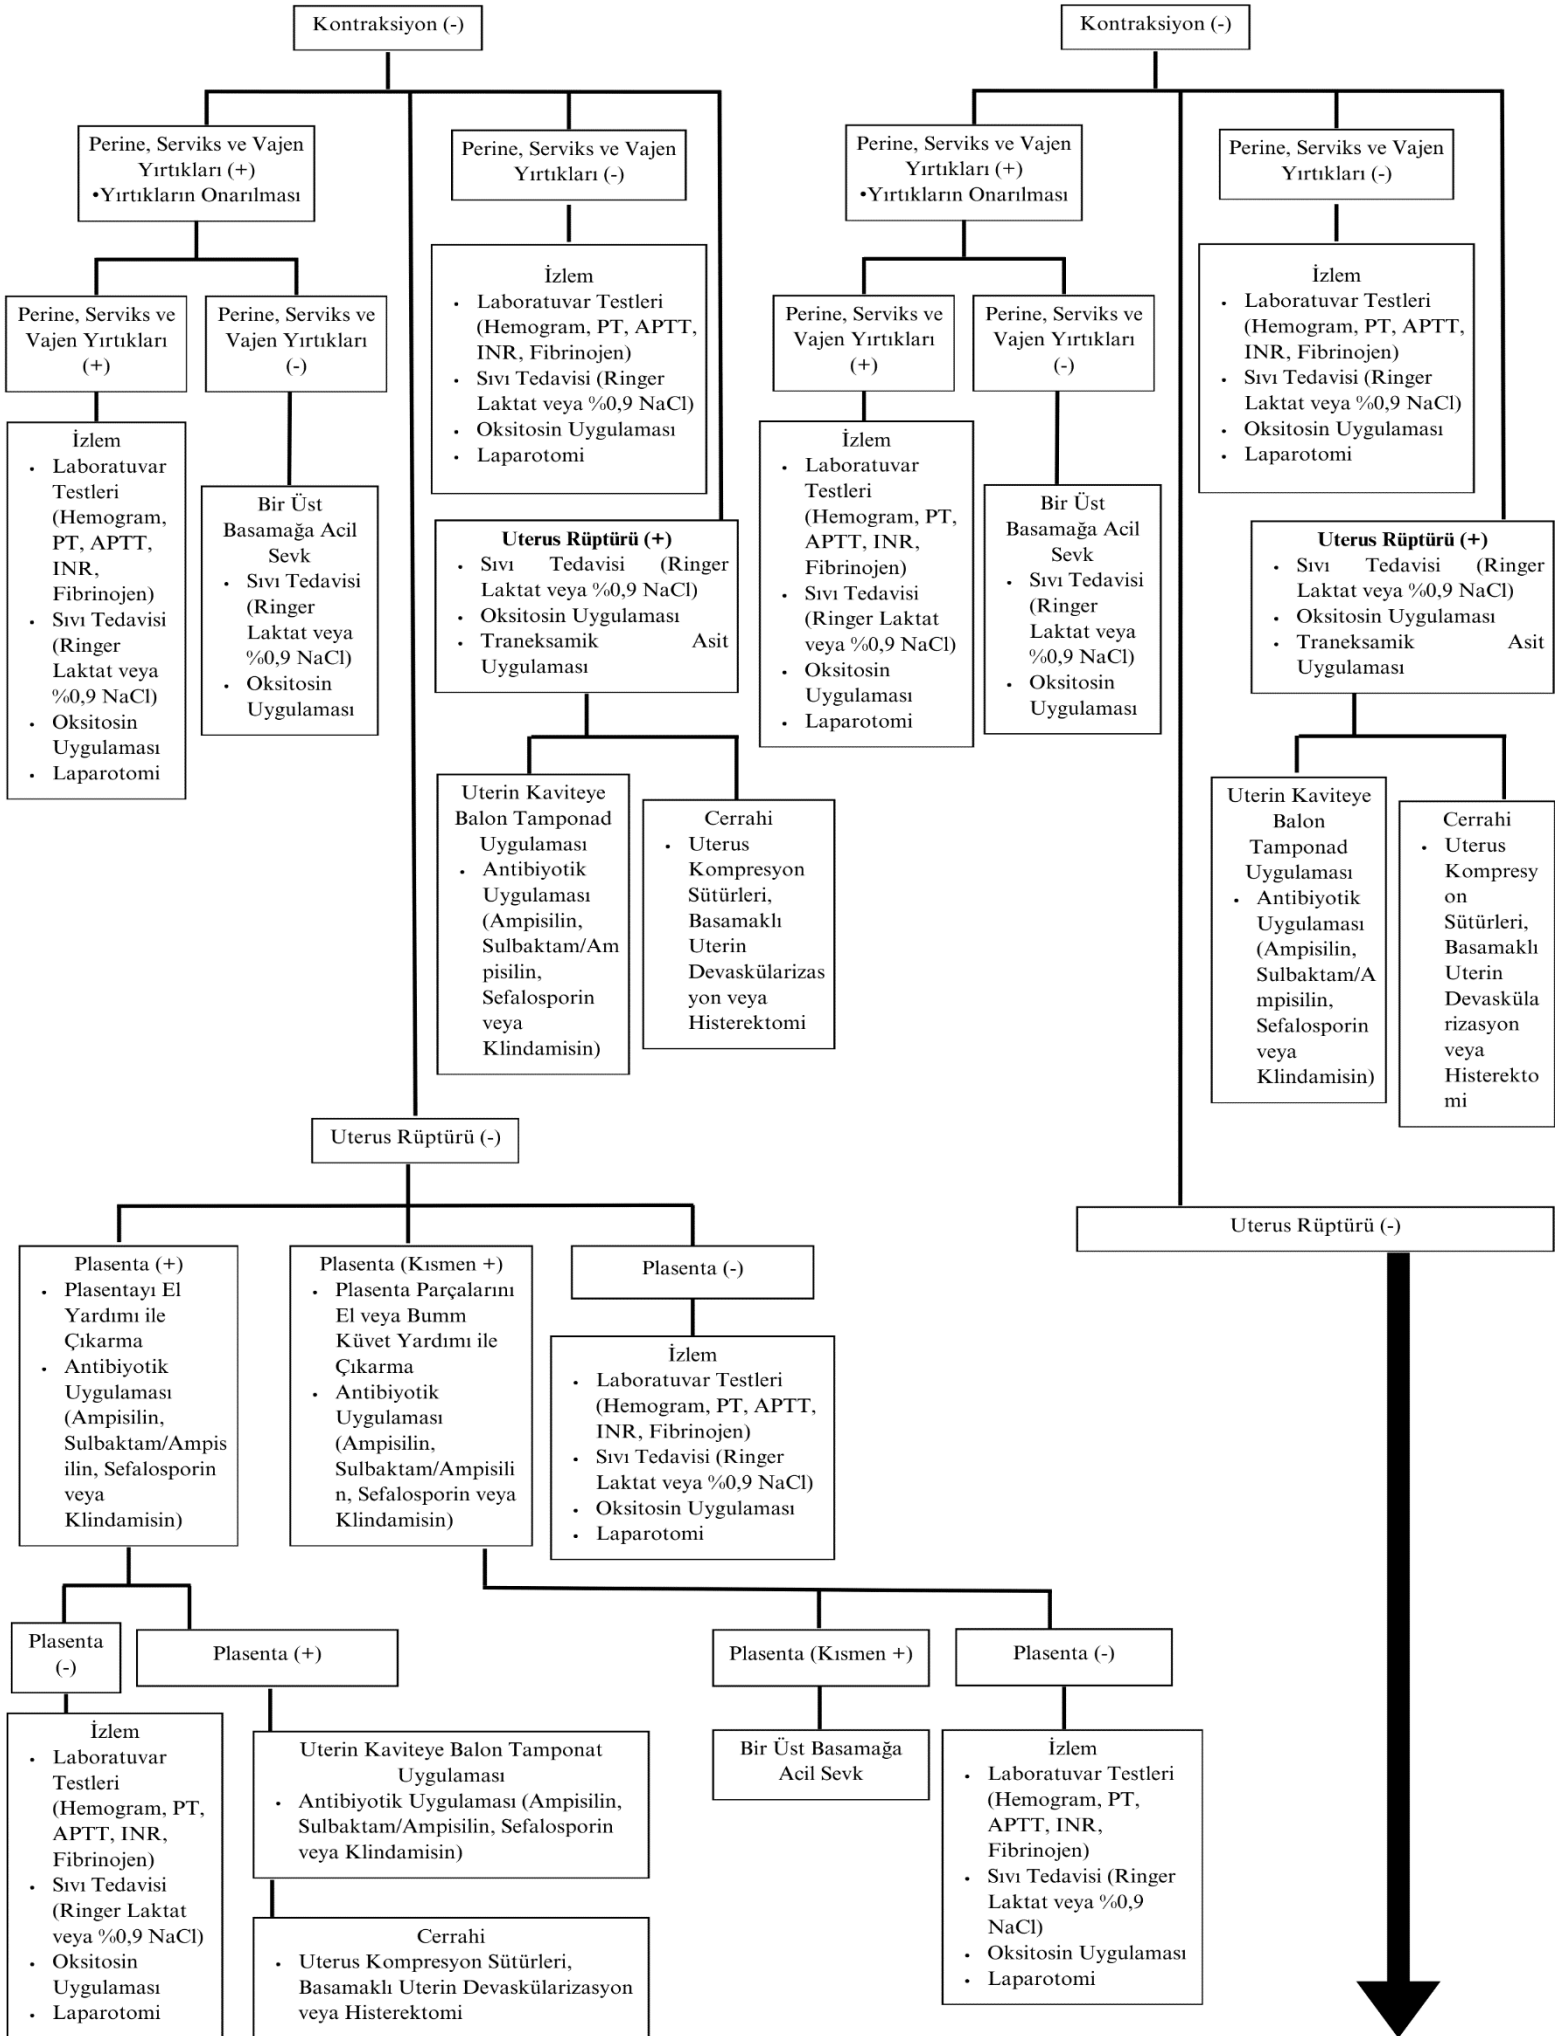 Kontraksiyon (-)
Perine, Serviks ve Vajen
Yırtıkları (+)
•Yırtıkların Onarılması
Perine, Serviks ve Vajen
Yırtıkları (-)
Perine, Serviks ve
Vajen Yırtıkları
(+)
Perine, Serviks ve
Vajen Yırtıkları
(-)
İzlem
• Laboratuvar
Testleri
(Hemogram,
PT, APTT,
INR,
Fibrinojen)
• Sıvı Tedavisi
(Ringer
Laktat veya
%0,9 NaCl)
• Oksitosin
Uygulaması
• Laparotomi
Bir Üst
Basamağa Acil
Sevk
• Sıvı Tedavisi
(Ringer
Laktat veya
%0,9 NaCl)
• Oksitosin
Uygulaması
İzlem
• Laboratuvar Testleri
(Hemogram, PT, APTT,
INR, Fibrinojen)
• Sıvı Tedavisi (Ringer
Laktat veya %0,9 NaCl)
• Oksitosin Uygulaması
• Laparotomi
Uterus Rüptürü (+)
• Sıvı Tedavisi (Ringer
Laktat veya %0,9 NaCl)
• Oksitosin Uygulaması
• Traneksamik Asit
Uygulaması
Uterin Kaviteye
Balon Tamponad
Uygulaması
• Antibiyotik
Uygulaması
(Ampisilin,
Sulbaktam/Am
pisilin,
Sefalosporin
veya
Klindamisin)
Cerrahi
• Uterus
Kompresyon
Sütürleri,
Basamaklı
Uterin
Devaskülarizas
yon veya
Histerektomi
Kontraksiyon (-)
Perine, Serviks ve Vajen
Yırtıkları (+)
•Yırtıkların Onarılması
Perine, Serviks ve Vajen
Yırtıkları (-)
Perine, Serviks ve
Vajen Yırtıkları
(+)
Perine, Serviks ve
Vajen Yırtıkları
(-)
İzlem
• Laboratuvar
Testleri
(Hemogram, PT,
APTT, INR,
Fibrinojen)
• Sıvı Tedavisi
(Ringer Laktat
veya %0,9 NaCl)
• Oksitosin
Uygulaması
• Laparotomi
Bir Üst
Basamağa Acil
Sevk
• Sıvı Tedavisi
(Ringer
Laktat veya
%0,9 NaCl)
• Oksitosin
Uygulaması
İzlem
• Laboratuvar Testleri
(Hemogram, PT, APTT,
INR, Fibrinojen)
• Sıvı Tedavisi (Ringer
Laktat veya %0,9 NaCl)
• Oksitosin Uygulaması
• Laparotomi
Uterus Rüptürü (+)
• Sıvı Tedavisi (Ringer
Laktat veya %0,9 NaCl)
• Oksitosin Uygulaması
• Traneksamik Asit
Uygulaması
Uterin Kaviteye
Balon
Tamponad
Uygulaması
• Antibiyotik
Uygulaması
(Ampisilin,
Sulbaktam/A
mpisilin,
Sefalosporin
veya
Klindamisin)
Cerrahi
• Uterus
Kompresy
on
Sütürleri,
Basamaklı
Uterin
Devasküla
rizasyon
veya
Histerekto
mi
Uterus Rüptürü (-)
Uterus Rüptürü (-)
Plasenta (+)
• Plasentayı El
Yardımı ile
Çıkarma
• Antibiyotik
Uygulaması
(Ampisilin,
Sulbaktam/Ampis
ilin, Sefalosporin
veya
Klindamisin)
Plasenta (Kısmen +)
• Plasenta Parçalarını
El veya Bumm
Küvet Yardımı ile
Çıkarma
• Antibiyotik
Uygulaması
(Ampisilin,
Sulbaktam/Ampisili
n, Sefalosporin veya
Klindamisin)
Plasenta (-)
İzlem
• Laboratuvar Testleri
(Hemogram, PT, APTT,
INR, Fibrinojen)
• Sıvı Tedavisi (Ringer
Laktat veya %0,9 NaCl)
• Oksitosin Uygulaması
• Laparotomi
Plasenta
(-)
Plasenta (+)
Plasenta (Kısmen +)
Plasenta (-)
İzlem
• Laboratuvar
Testleri
(Hemogram, PT,
APTT, INR,
Fibrinojen)
• Sıvı Tedavisi
(Ringer Laktat
veya %0,9 NaCl)
• Oksitosin
Uygulaması
• Laparotomi
Uterin Kaviteye Balon Tamponat
Uygulaması
• Antibiyotik Uygulaması (Ampisilin,
Sulbaktam/Ampisilin, Sefalosporin
veya Klindamisin)
Cerrahi
• Uterus Kompresyon Sütürleri,
Basamaklı Uterin Devaskülarizasyon
veya Histerektomi
Bir Üst Basamağa
Acil Sevk
İzlem
• Laboratuvar Testleri
(Hemogram, PT,
APTT, INR,
Fibrinojen)
• Sıvı Tedavisi (Ringer
Laktat veya %0,9
NaCl)
• Oksitosin Uygulaması
• Laparotomi